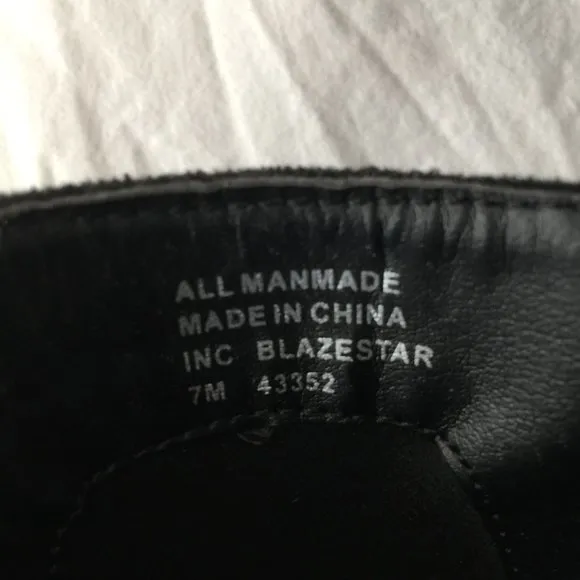 ALL MANMADE
MADE IN CHINA
INC BLAZESTAR
7M 43352